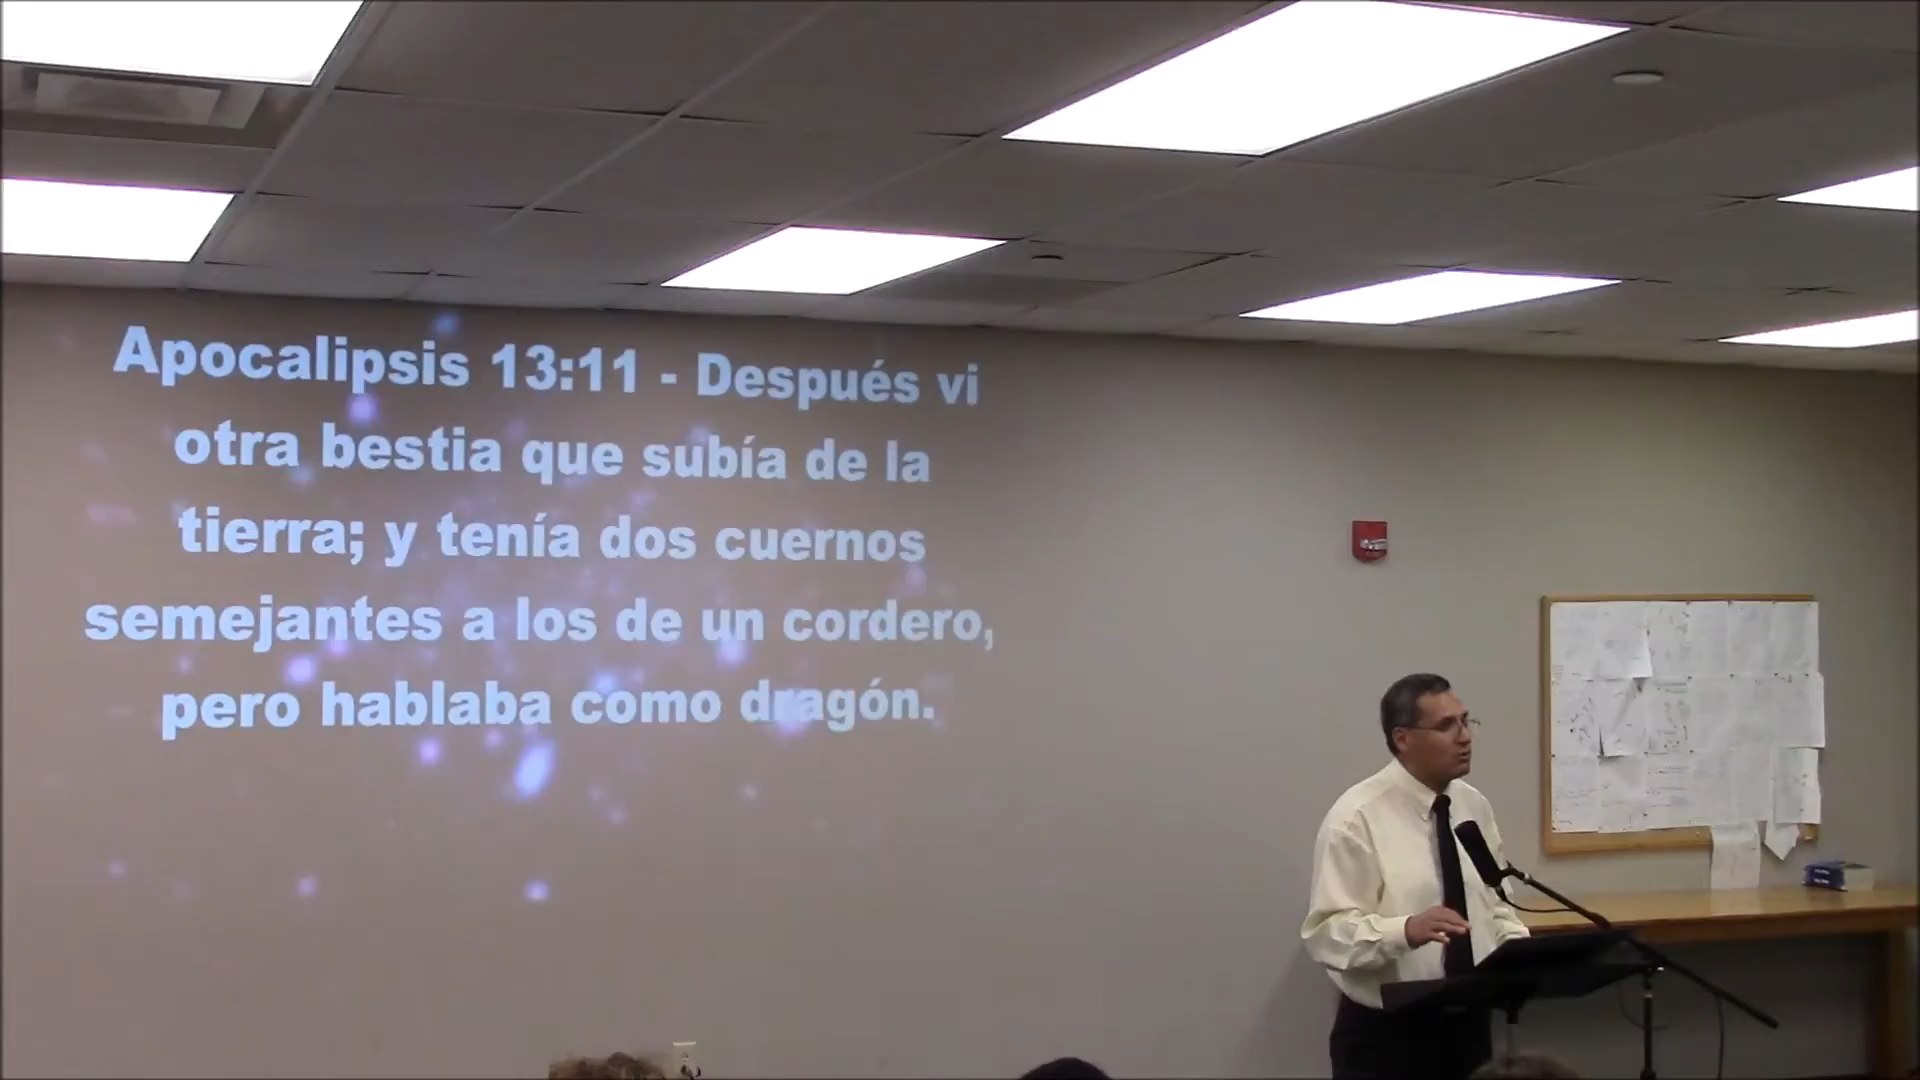 Apocalipsis 13:11 - Después vi
otra bestia que subía de la
tierra; y tenía dos cuernos
semejantes a los de un cordero,
pero hablaba como dragón.